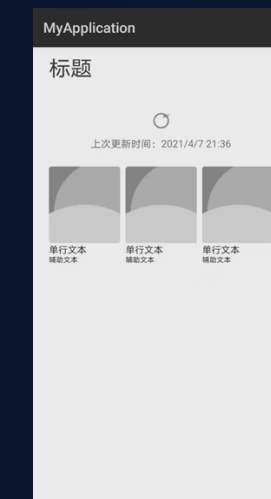 MyApplication
标题
上次更新时间：2021/4/7 21:36
单行文本 单行文本 单行文本
辅助文本 辅助文本 辅助文本